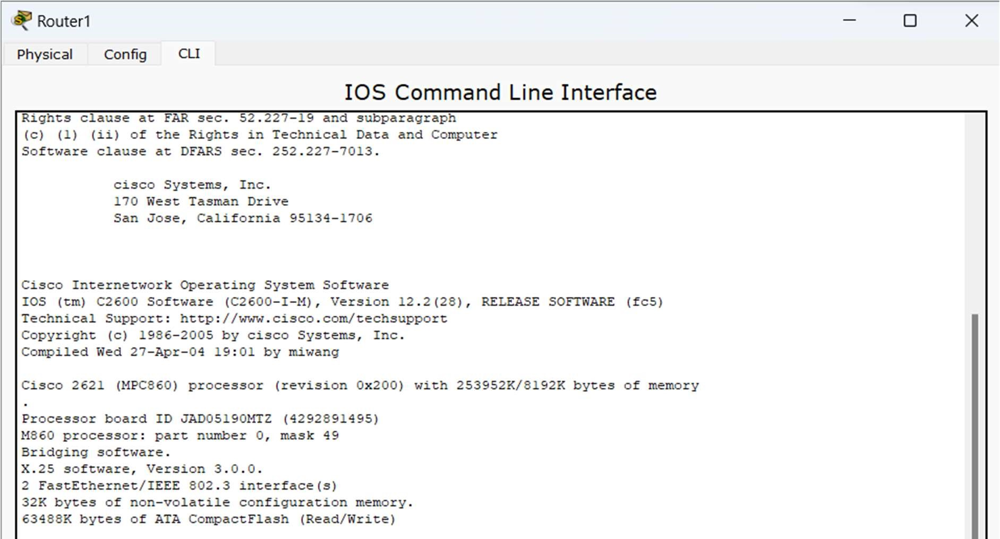 Router1
Physical Config CLI
IOS Command Line Interface
Rights clause at FAR sec. 52.227-19 and subparagraph
(c) (1) (ii) of the Rights in Technical Data and Computer
Software clause at DFARS sec. 252.227-7013.
cisco Systems, Inc.
170 West Tasman Drive
San Jose, California 95134-1706
Cisco Internetwork Operating System Software
IOS (tm) C2600 Software (C2600-I-M), Version 12.2(28), RELEASE SOFTWARE (fc5)
Technical Support: http://www.cisco.com/techsupport
Copyright (c) 1986-2005 by cisco Systems, Inc.
Compiled Wed 27-Apr-04 19:01 by miwang
Cisco 2621 (MPC860) processor (revision 0x200) with 253952K/8192K bytes of memory
.
Processor board ID JAD05190MTZ (4292891495)
M860 processor: part number 0, mask 49
Bridging software.
X.25 software, Version 3.0.0.
2 FastEthernet/IEEE 802.3 interface(s)
32K bytes of non-volatile configuration memory.
63488K bytes of ATA CompactFlash (Read/Write)